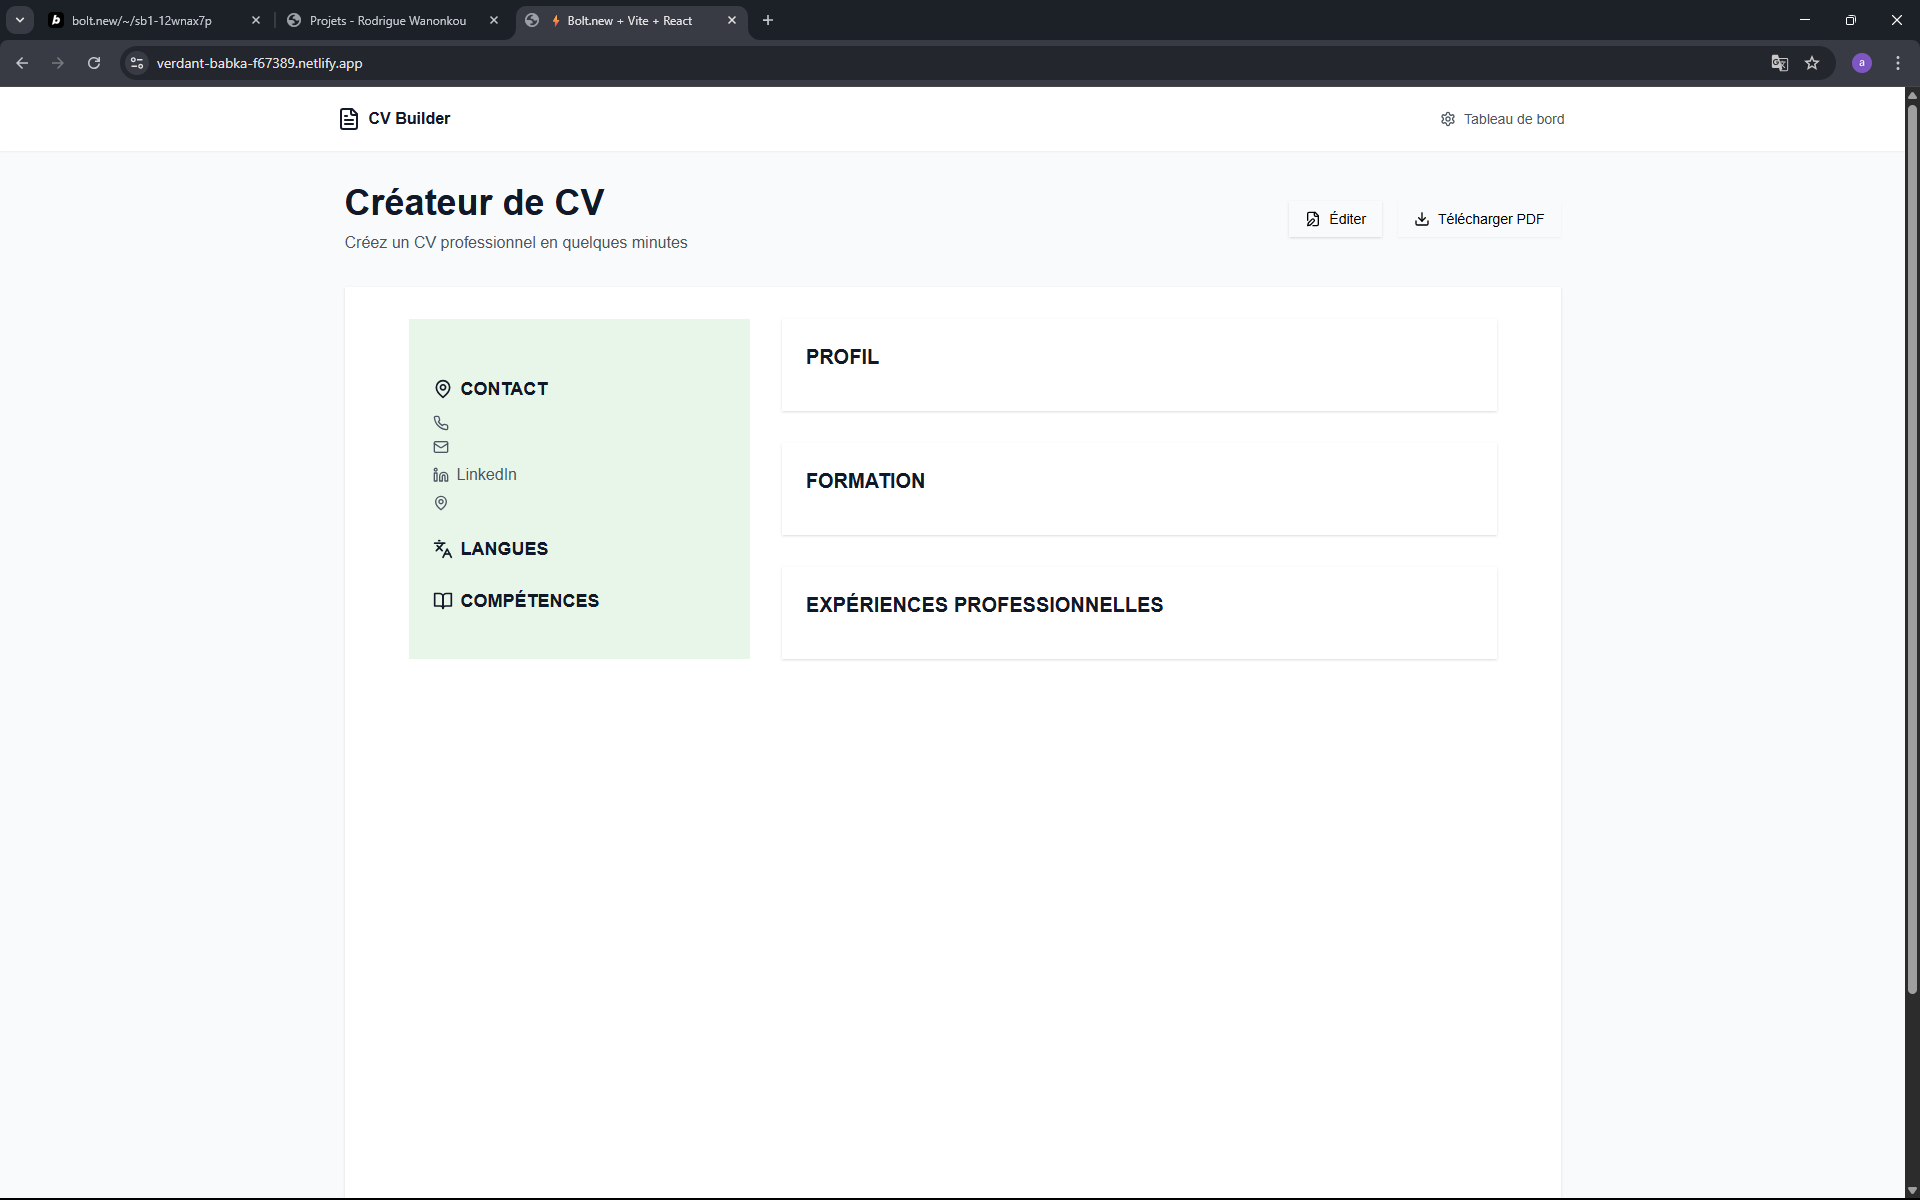 bolt.new/~/sb1-12wnax7p
Projets - Rodrigue Wanonkou
Bolt.new + Vite + React
verdant-babka-f67389.netlify.app
a
CV Builder
Tableau de bord
Créateur de CV
Créez un CV professionnel en quelques minutes
Éditer
Télécharger PDF
CONTACT
LinkedIn
LANGUES
COMPÉTENCES
PROFIL
FORMATION
EXPÉRIENCES PROFESSIONNELLES